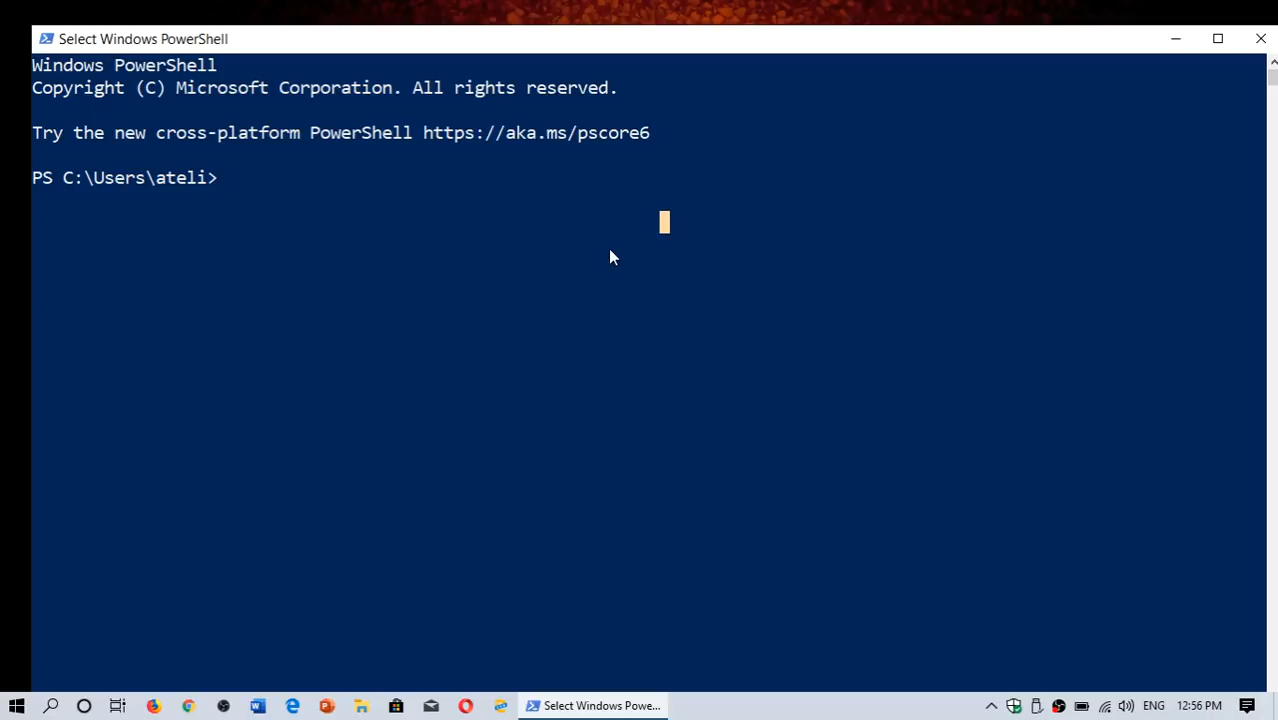 Select Windows PowerShell
Windows PowerShell
Copyright (C) Microsoft Corporation. All rights reserved.
Try the new cross-platform PowerShell https://aka.ms/pscore6
PS C:\Users\ateli>
Select Windows Powe...
ENG
12:56 PM